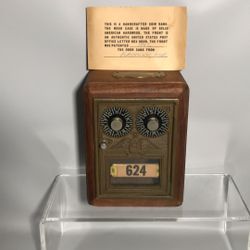 THIS IS A HANDCRAFTED COIN BANK.
THE DOOR CASE IS MADE OF SOLID
AMERICAN HARDWOOD. THE FRONT IS
AN AUTHENTIC UNITED STATES POST
OFFICE LETTER BOX DOOR. THE FRONT
WAS PATENTED
THE DOOR CAME FROM
624